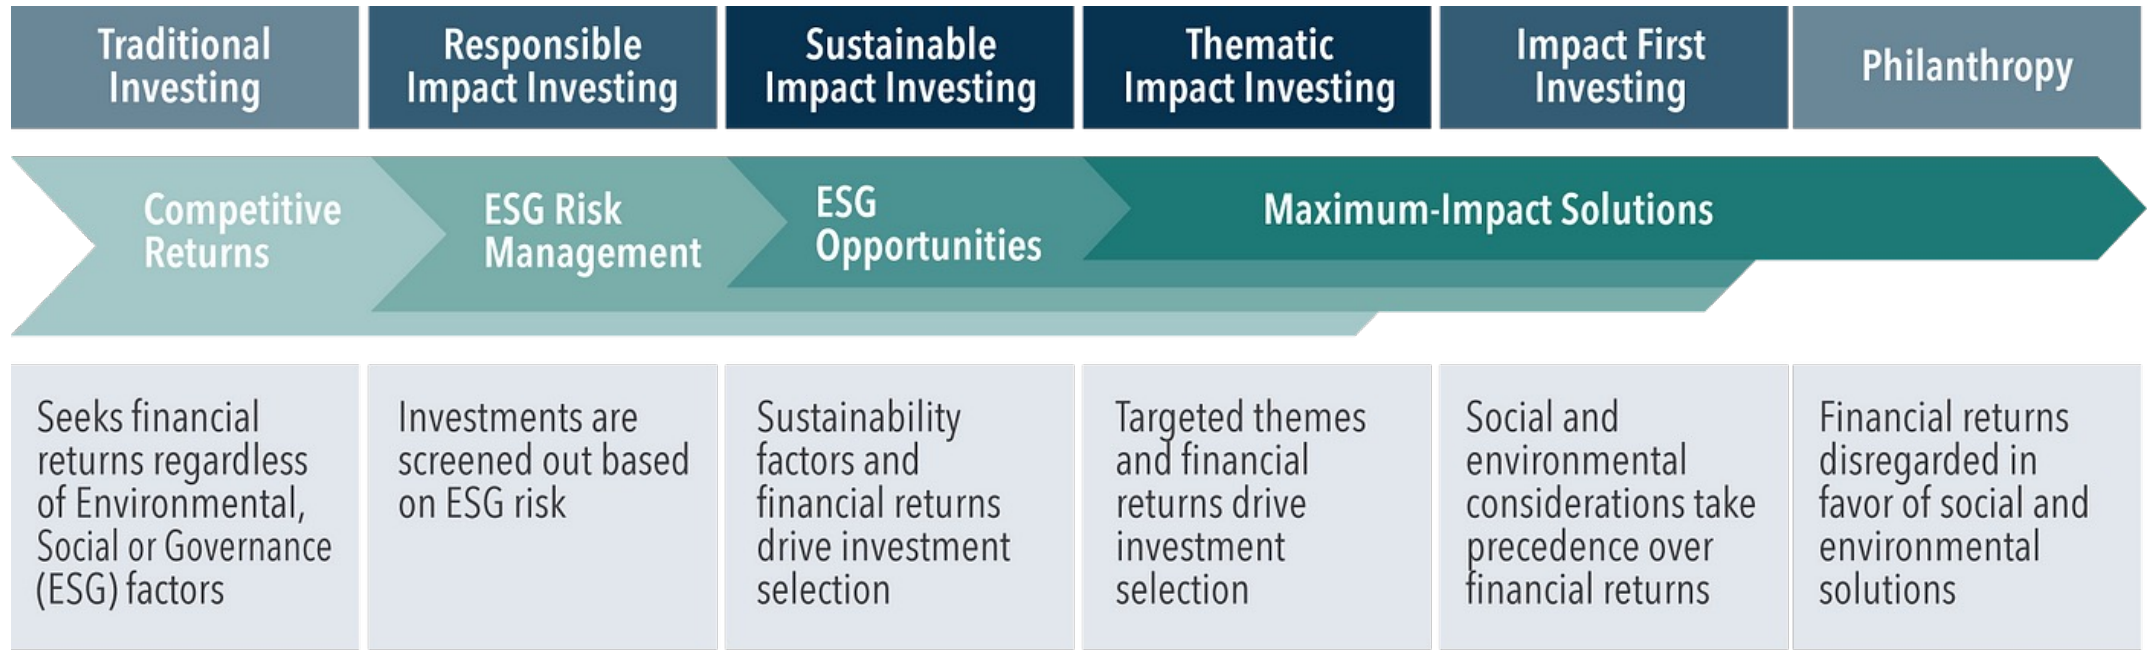 Traditional
Investing
Responsible
Impact Investing
Sustainable
Impact Investing
Thematic
Impact Investing
Impact First
Investing
Philanthropy
Competitive
Returns
ESG Risk
Management
ESG
Opportunities
Maximum-Impact Solutions
Seeks financial
returns regardless
of Environmental,
Social or Governance
(ESG) factors
Investments are
screened out based
on ESG risk
Sustainability
factors and
financial returns
drive investment
selection
Targeted themes
and financial
returns drive
investment
selection
Social and
environmental
considerations take
precedence over
financial returns
Financial returns
disregarded in
favor of social and
environmental
solutions